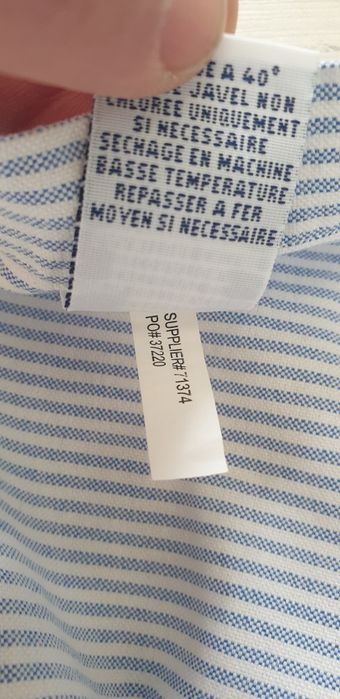 A 40°
JAVEL NON
CHLOREE UNIQUEMENT
SI NECESSAIRE
SECHAGE EN MACHINE
BASSE TEMPERATURE
REPASSER A FER
MOYEN SI NECESSAIRE
SUPPLIER#71374
PO#37220